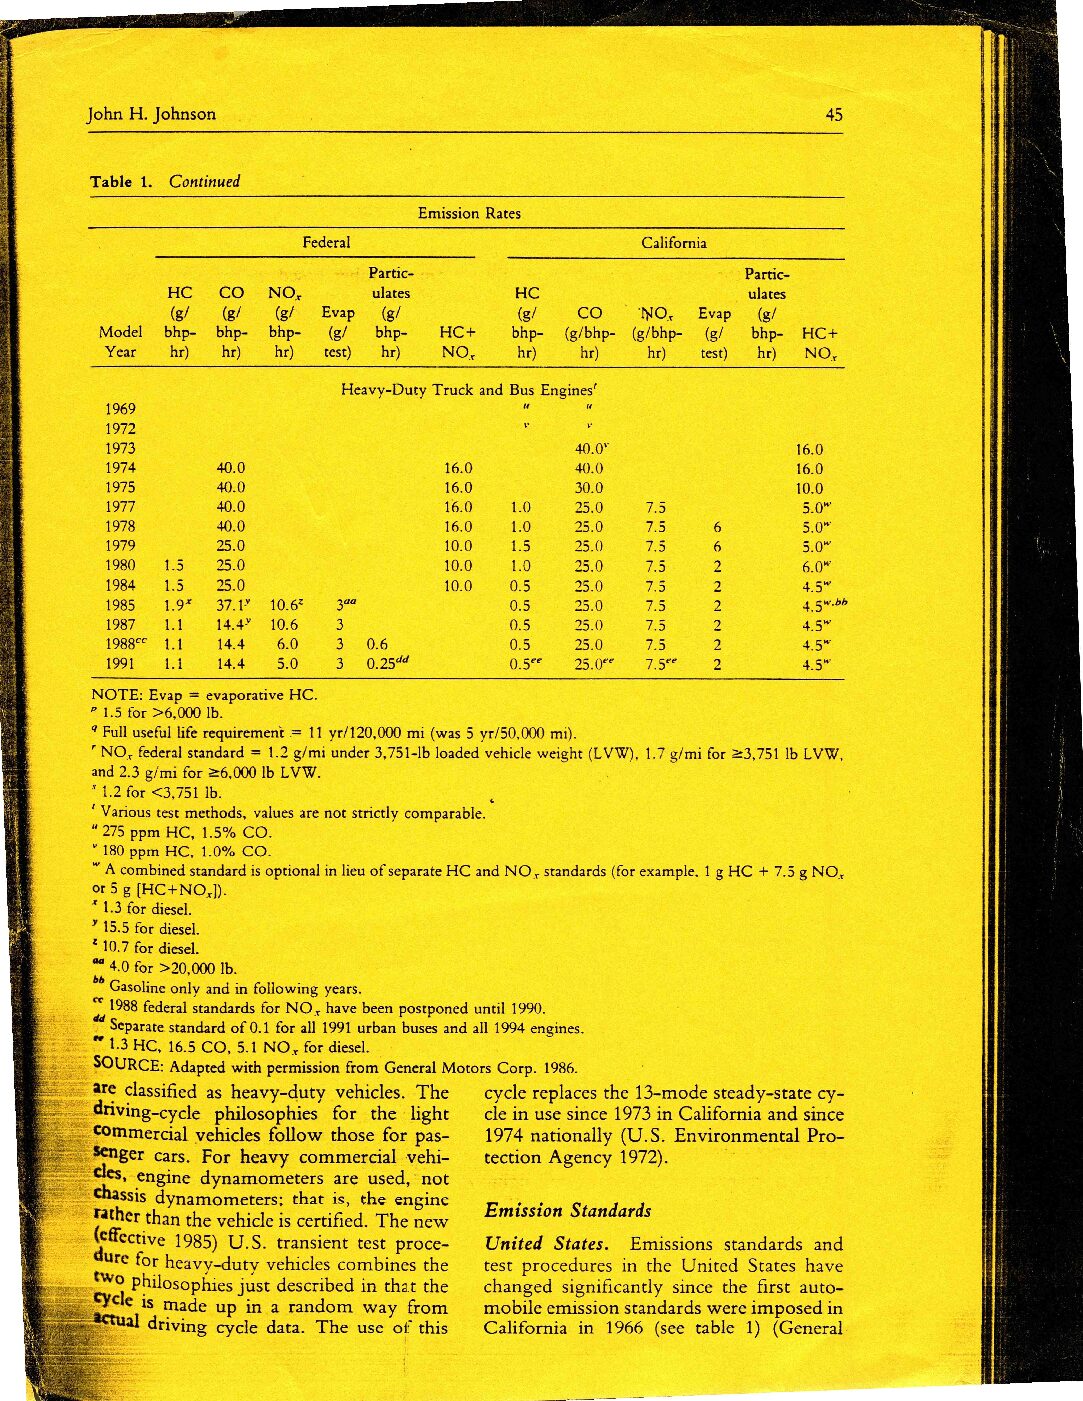 John H. Johnson 45
Table 1. Continued
Emission Rates
Federal California
Partic- Partic-
HC CO NOx ulates HC ulates
(g/ (g/ (g/ Evap (g/ (g/ CO NOx Evap (g/
Model bhp- bhp- bhp- (g/ bhp- HC+ bhp- (g/bhp- (g/bhp- (g/ bhp- HC+
Year hr) hr) hr) test) hr) NOx hr) hr) hr) test) hr) NOx
Heavy-Duty Truck and Bus Engines^t
1969 u u
1972 v v
1973 40.0^v 16.0
1974 40.0 16.0 40.0 16.0
1975 40.0 16.0 30.0 10.0
1977 40.0 16.0 1.0 25.0 7.5 5.0^w
1978 40.0 16.0 1.0 25.0 7.5 6 5.0^w
1979 25.0 10.0 1.5 25.0 7.5 6 5.0^w
1980 1.5 25.0 10.0 1.0 25.0 7.5 2 6.0^w
1984 1.5 25.0 10.0 0.5 25.0 7.5 2 4.5^w
1985 1.9^x 37.1^y 10.6^z 3^aa 0.5 25.0 7.5 2 4.5^w,bb
1987 1.1 14.4^y 10.6 3 0.5 25.0 7.5 2 4.5^w
1988^cc 1.1 14.4 6.0 3 0.6 0.5 25.0 7.5 2 4.5^w
1991 1.1 14.4 5.0 3 0.25^dd 0.5^ee 25.0^ee 7.5^ee 2 4.5^w
NOTE: Evap = evaporative HC.
p 1.5 for >6,000 lb.
q Full useful life requirement = 11 yr/120,000 mi (was 5 yr/50,000 mi).
r NOx federal standard = 1.2 g/mi under 3,751-lb loaded vehicle weight (LVW), 1.7 g/mi for ≥3,751 lb LVW,
and 2.3 g/mi for ≥6,000 lb LVW.
s 1.2 for <3,751 lb.
t Various test methods, values are not strictly comparable.
u 275 ppm HC, 1.5% CO.
v 180 ppm HC, 1.0% CO.
w A combined standard is optional in lieu of separate HC and NOx standards (for example, 1 g HC + 7.5 g NOx
or 5 g [HC+NOx]).
x 1.3 for diesel.
y 15.5 for diesel.
z 10.7 for diesel.
aa 4.0 for >20,000 lb.
bb Gasoline only and in following years.
cc 1988 federal standards for NOx have been postponed until 1990.
dd Separate standard of 0.1 for all 1991 urban buses and all 1994 engines.
ee 1.3 HC, 16.5 CO, 5.1 NOx for diesel.
SOURCE: Adapted with permission from General Motors Corp. 1986.
are classified as heavy-duty vehicles. The
driving-cycle philosophies for the light
commercial vehicles follow those for pas-
senger cars. For heavy commercial vehi-
cles, engine dynamometers are used, not
chassis dynamometers; that is, the engine
rather than the vehicle is certified. The new
(effective 1985) U.S. transient test proce-
dure for heavy-duty vehicles combines the
two philosophies just described in that the
cycle is made up in a random way from
actual driving cycle data. The use of this
cycle replaces the 13-mode steady-state cy-
cle in use since 1973 in California and since
1974 nationally (U.S. Environmental Pro-
tection Agency 1972).
Emission Standards
United States. Emissions standards and
test procedures in the United States have
changed significantly since the first auto-
mobile emission standards were imposed in
California in 1966 (see table 1) (General